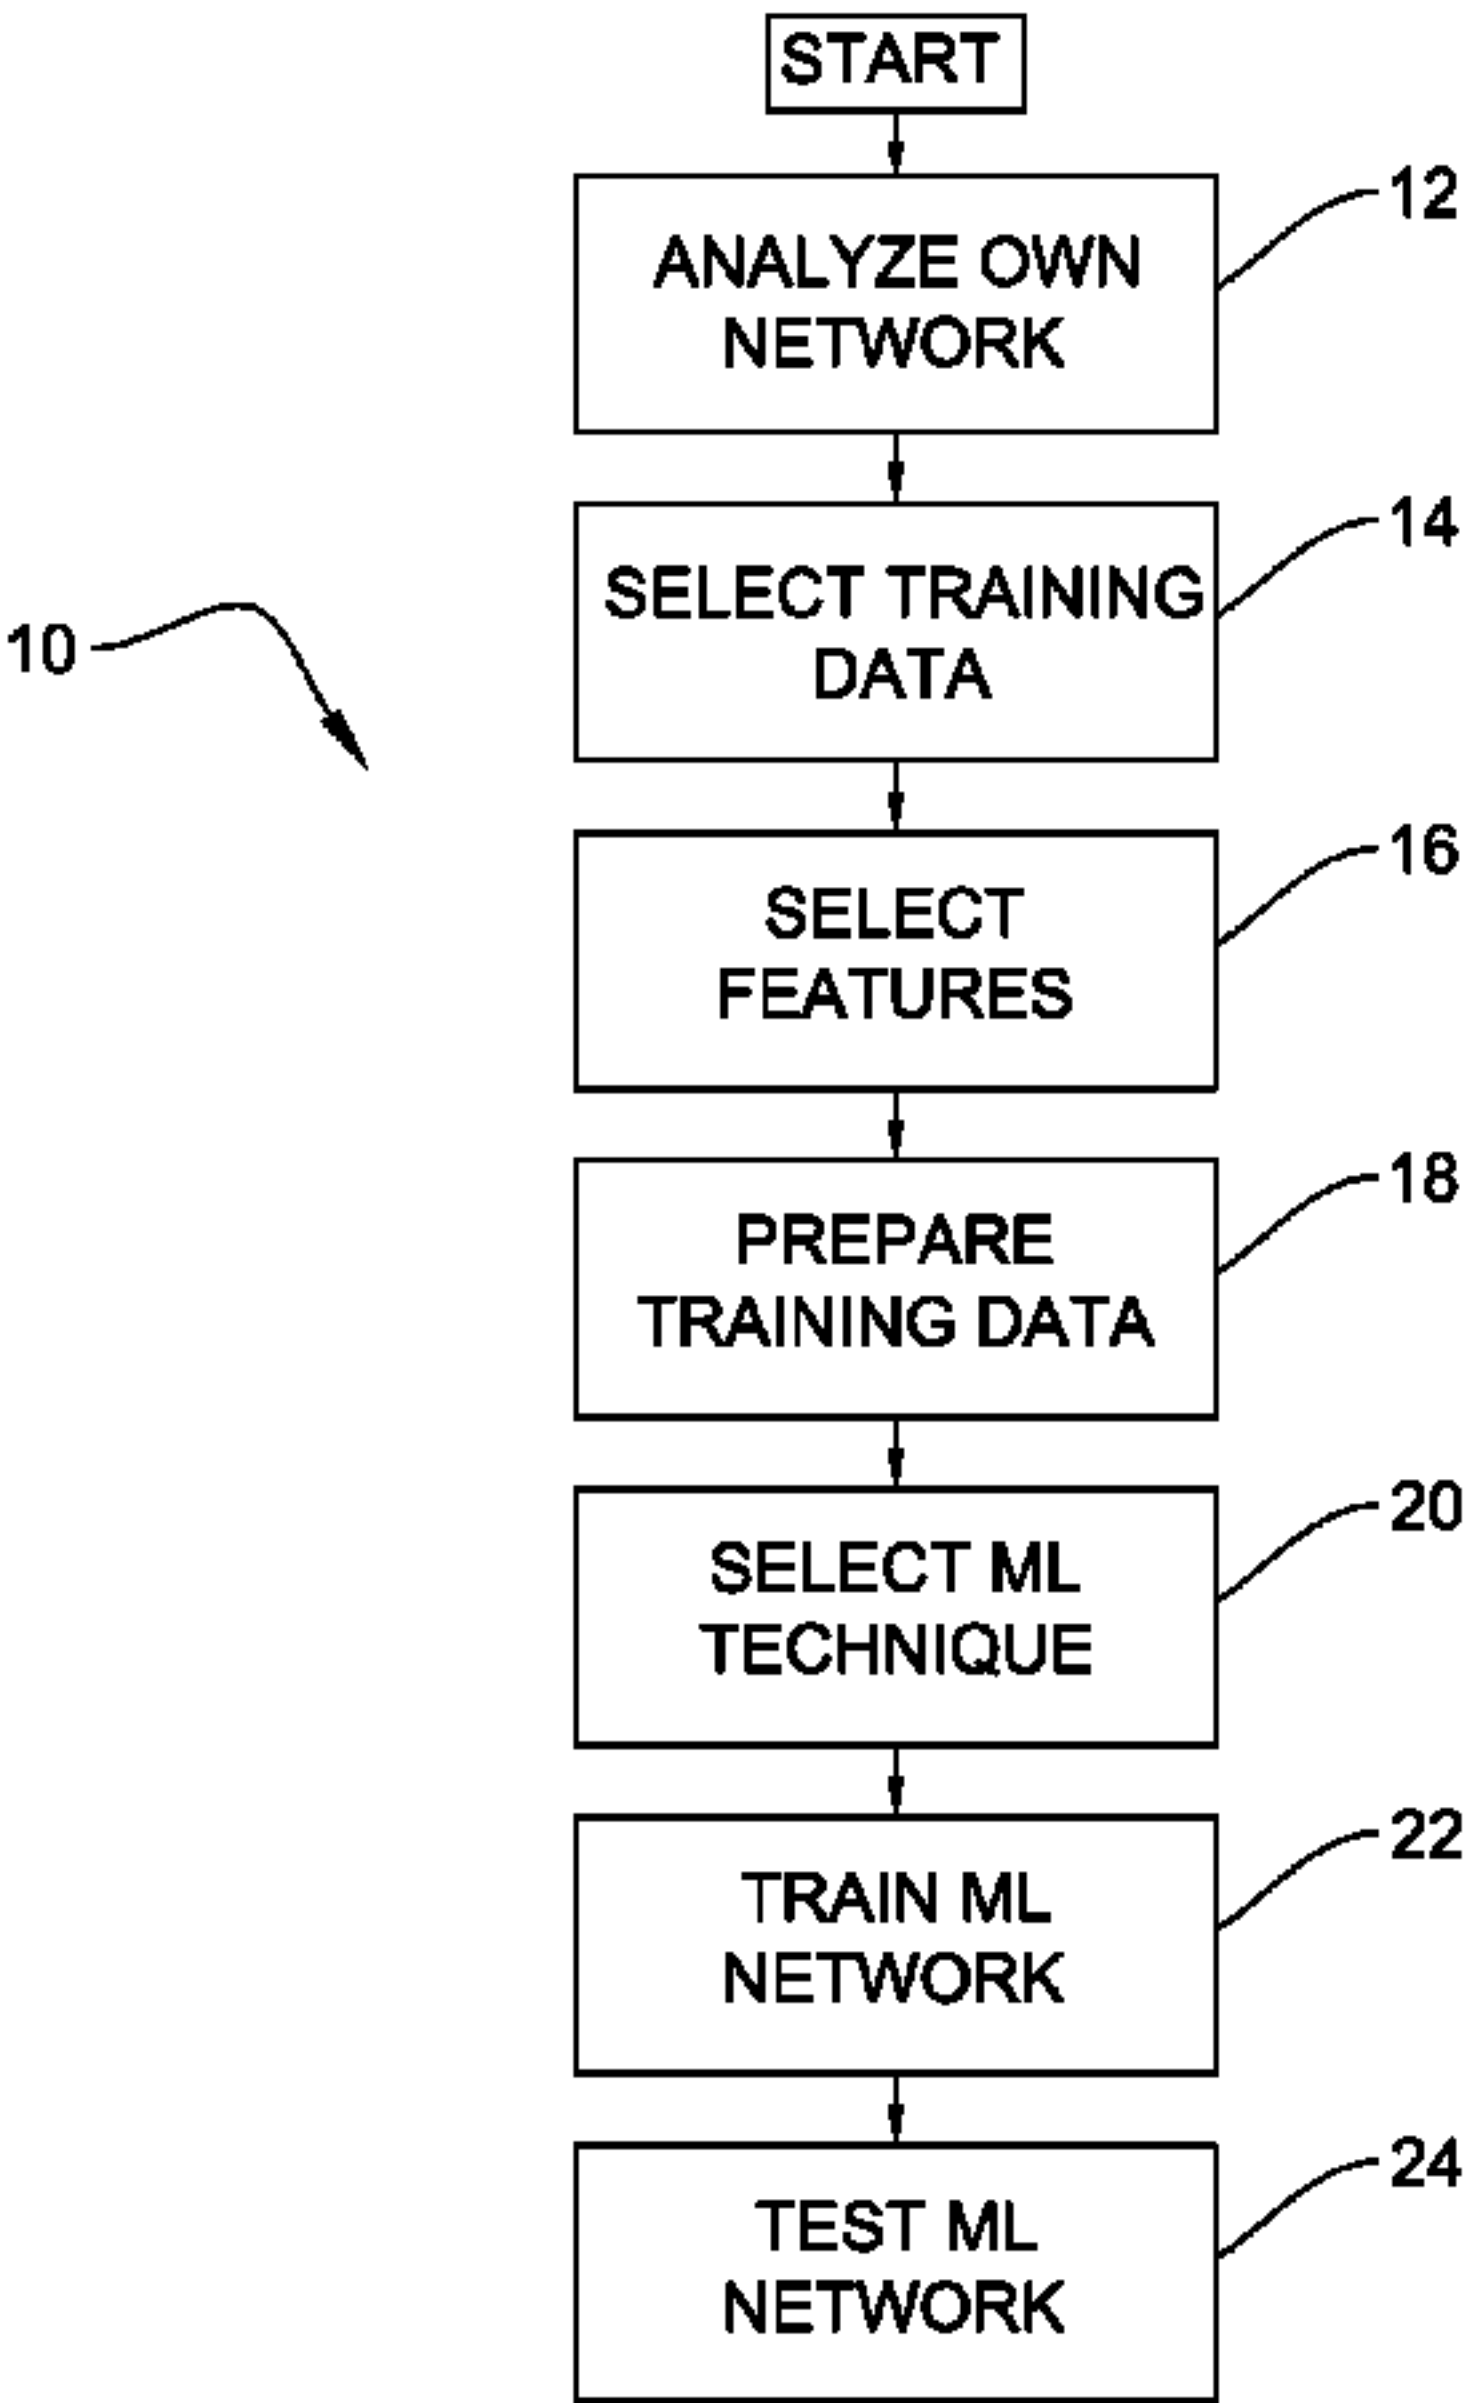 START
12
ANALYZE OWN
NETWORK
14
SELECT TRAINING
DATA
10
16
SELECT
FEATURES
18
PREPARE
TRAINING DATA
20
SELECT ML
TECHNIQUE
22
TRAIN ML
NETWORK
24
TEST ML
NETWORK